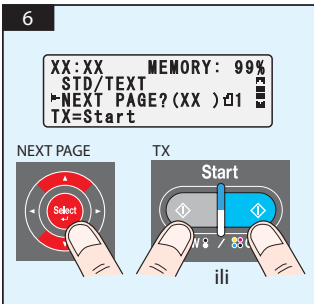 6
XX:XX MEMORY: 99%
STD/TEXT
NEXT PAGE?(XX ) 1
TX=Start
NEXT PAGE TX
Start
Select
/
ili